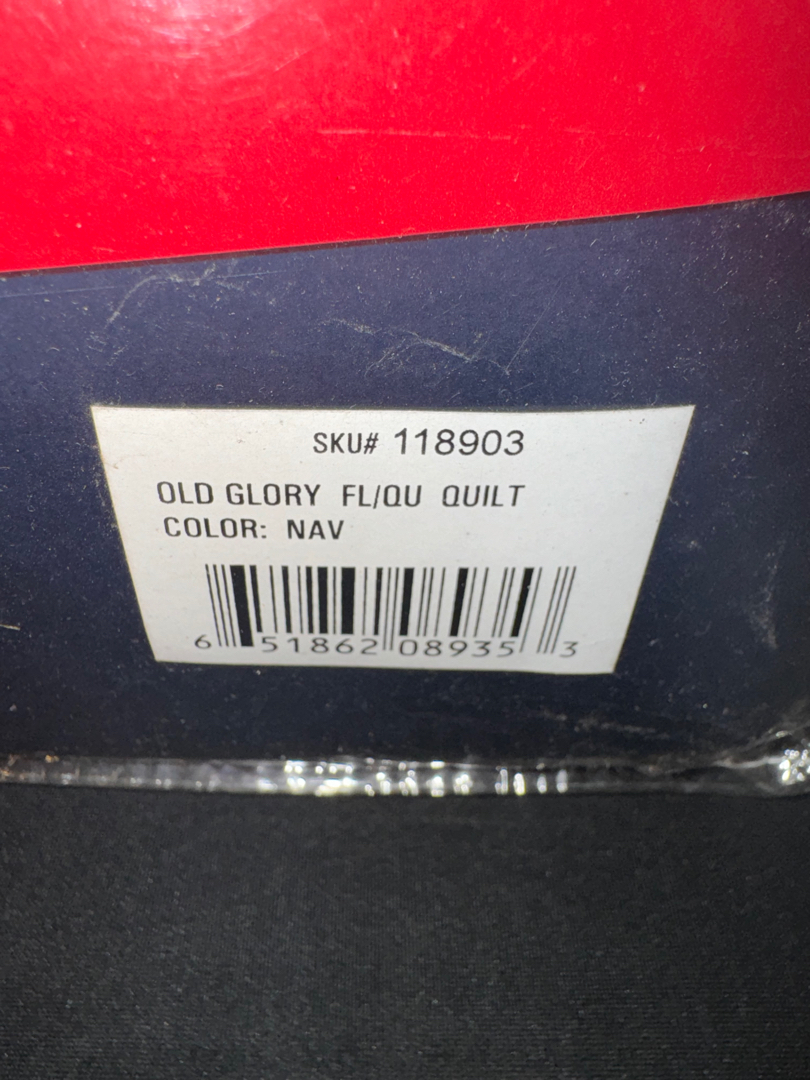 SKU# 118903
OLD GLORY FL/QU QUILT
COLOR: NAV
6 51862 08935 3